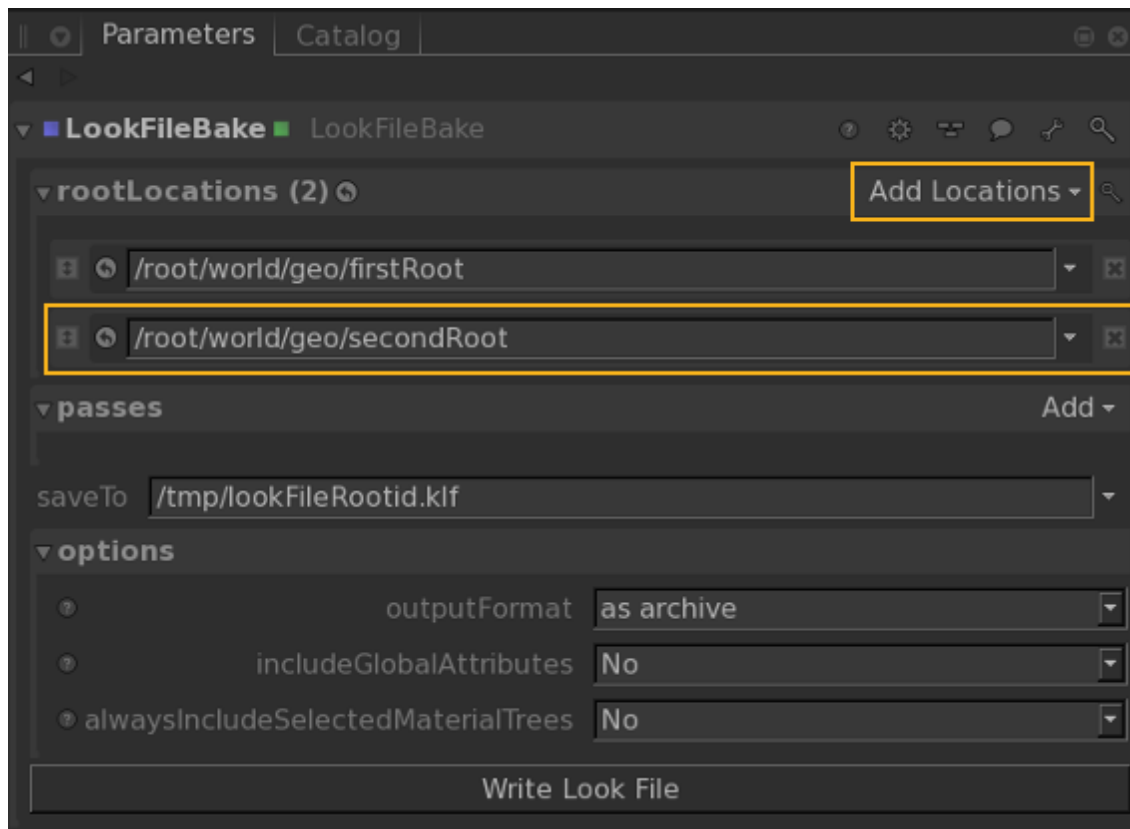 Parameters Catalog
LookFileBake LookFileBake
rootLocations (2) Add Locations
/root/world/geo/firstRoot
/root/world/geo/secondRoot
passes Add
saveTo /tmp/lookFileRootid.klf
options
outputFormat as archive
includeGlobalAttributes No
alwaysIncludeSelectedMaterialTrees No
Write Look File